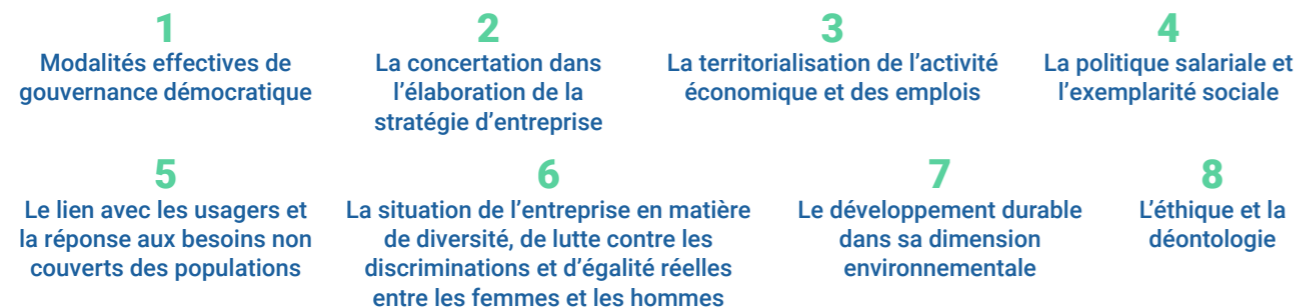 1
Modalités effectives de
gouvernance démocratique
2
La concertation dans
l’élaboration de la
stratégie d’entreprise
3
La territorialisation de l’activité
économique et des emplois
4
La politique salariale et
l’exemplarité sociale
5
Le lien avec les usagers et
la réponse aux besoins non
couverts des populations
6
La situation de l’entreprise en matière
de diversité, de lutte contre les
discriminations et d’égalité réelles
entre les femmes et les hommes
7
Le développement durable
dans sa dimension
environnementale
8
L’éthique et la
déontologie